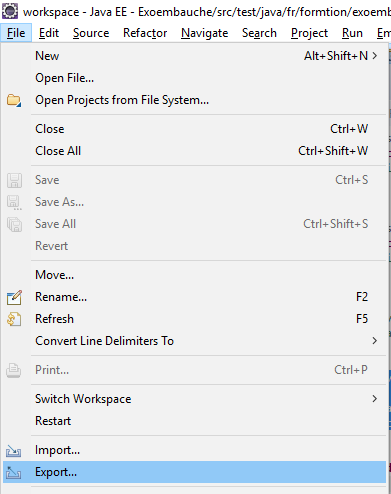 workspace - Java EE - Exoembauche/src/test/java/fr/formtion/exoemb
File Edit Source Refactor Navigate Search Project Run
New Alt+Shift+N >
Open File...
Open Projects from File System...
Close Ctrl+W
Close All Ctrl+Shift+W
Save Ctrl+S
Save As...
Save All Ctrl+Shift+S
Revert
Move...
Rename... F2
Refresh F5
Convert Line Delimiters To >
Print... Ctrl+P
Switch Workspace >
Restart
Import...
Export...